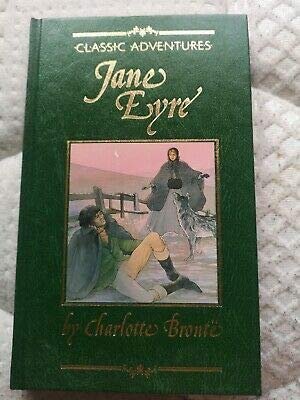 CLASSIC ADVENTURES
Jane
Eyre
by Charlotte Brontë